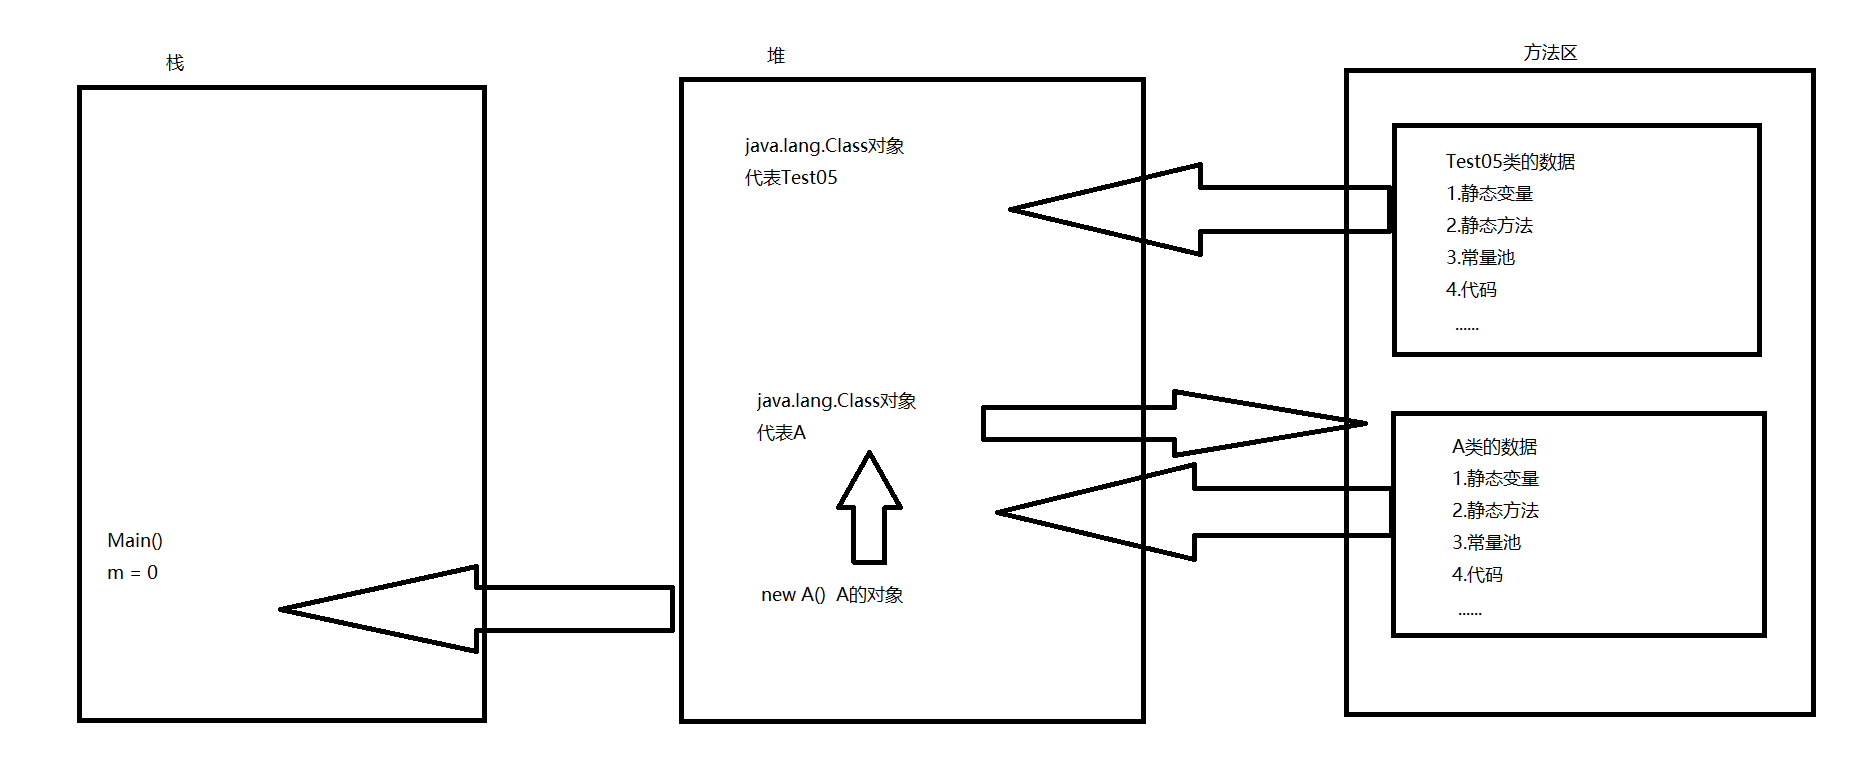 栈
Main()
m = 0
堆
java.lang.Class对象
代表Test05
java.lang.Class对象
代表A
new A()  A的对象
方法区
Test05类的数据
1.静态变量
2.静态方法
3.常量池
4.代码
......
A类的数据
1.静态变量
2.静态方法
3.常量池
4.代码
......